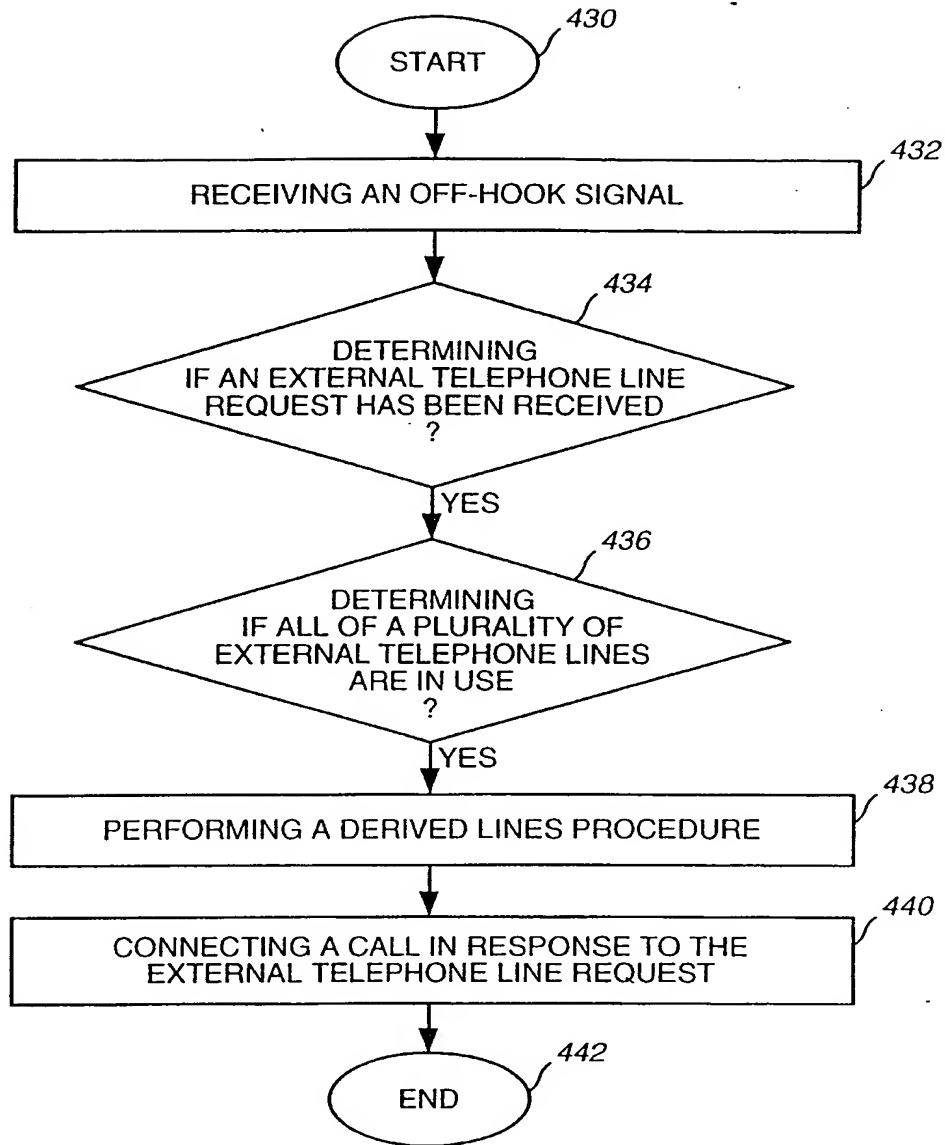 430
START
432
RECEIVING AN OFF-HOOK SIGNAL
434
DETERMINING
IF AN EXTERNAL TELEPHONE LINE
REQUEST HAS BEEN RECEIVED
?
YES
436
DETERMINING
IF ALL OF A PLURALITY OF
EXTERNAL TELEPHONE LINES
ARE IN USE
?
YES
438
PERFORMING A DERIVED LINES PROCEDURE
440
CONNECTING A CALL IN RESPONSE TO THE
EXTERNAL TELEPHONE LINE REQUEST
442
END